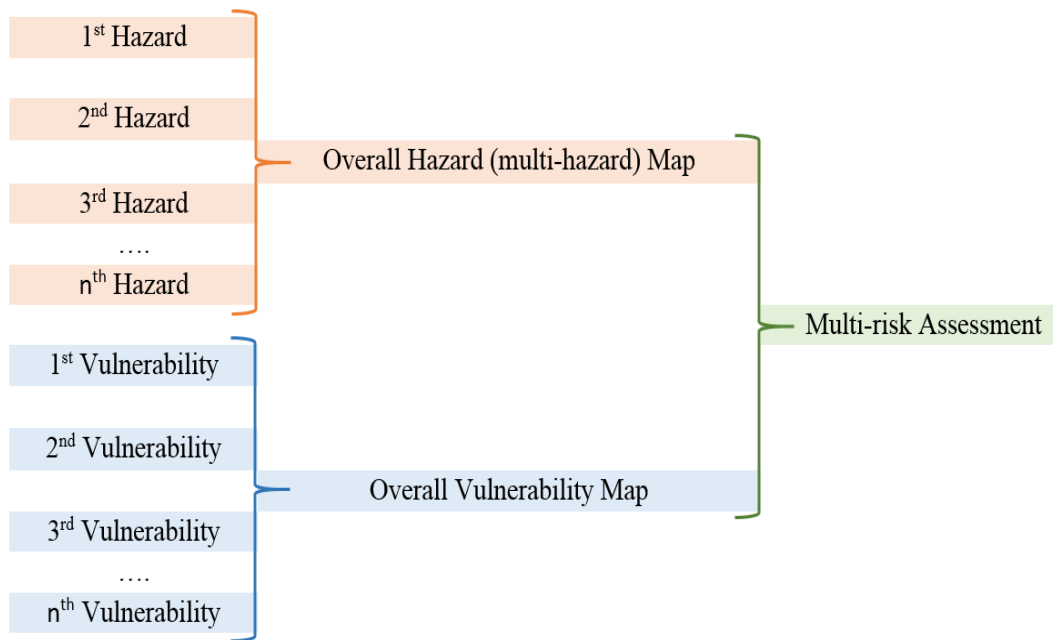 1st Hazard
2nd Hazard
3rd Hazard
….
nth Hazard
Overall Hazard (multi-hazard) Map
1st Vulnerability
2nd Vulnerability
3rd Vulnerability
….
nth Vulnerability
Overall Vulnerability Map
Multi-risk Assessment